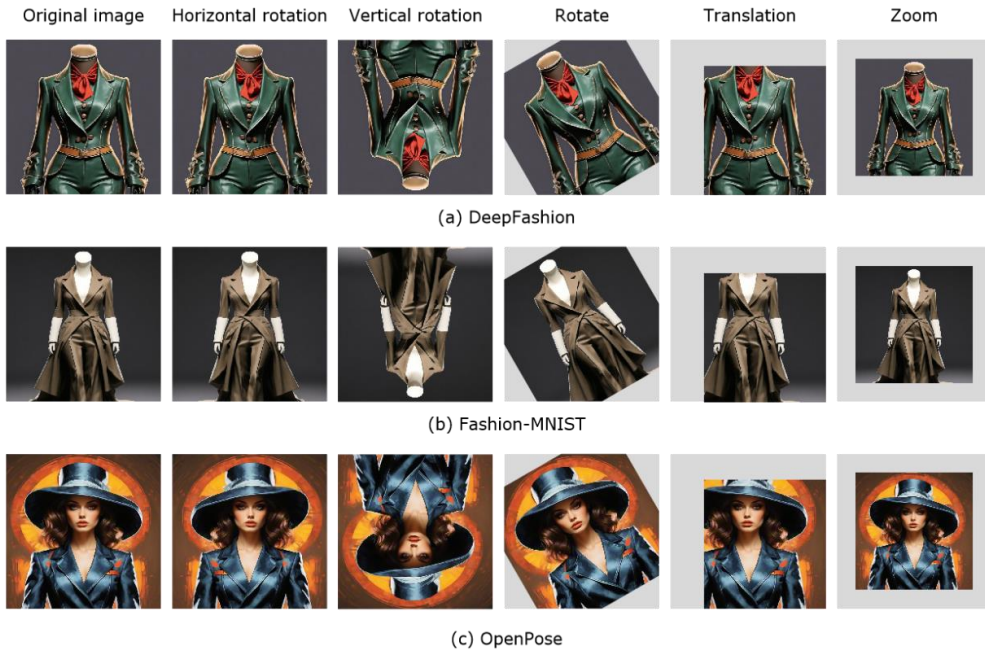 Original image Horizontal rotation Vertical rotation Rotate Translation Zoom
(a) DeepFashion
(b) Fashion-MNIST
(c) OpenPose